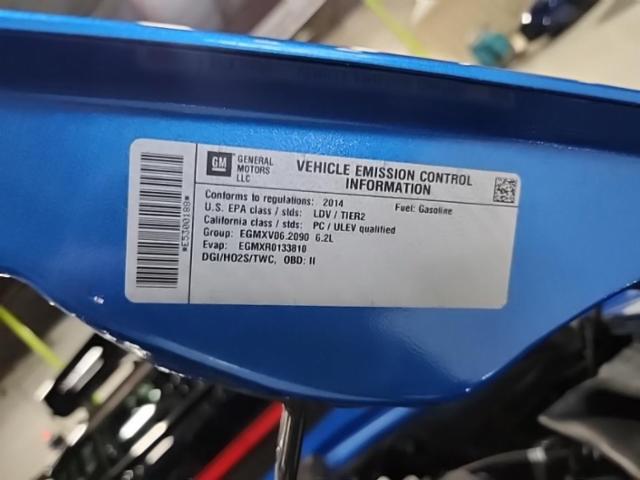 GM
GENERAL
MOTORS
LLC
VEHICLE EMISSION CONTROL
INFORMATION
Conforms to regulations: 2014 Fuel: Gasoline
U.S. EPA class / stds: LDV / TIER2
California class / stds: PC / ULEV qualified
Group: EGMXV06.2090 6.2L
Evap: EGMXR0133810
DGI/HO2S/TWC, OBD: II
*E5300188*